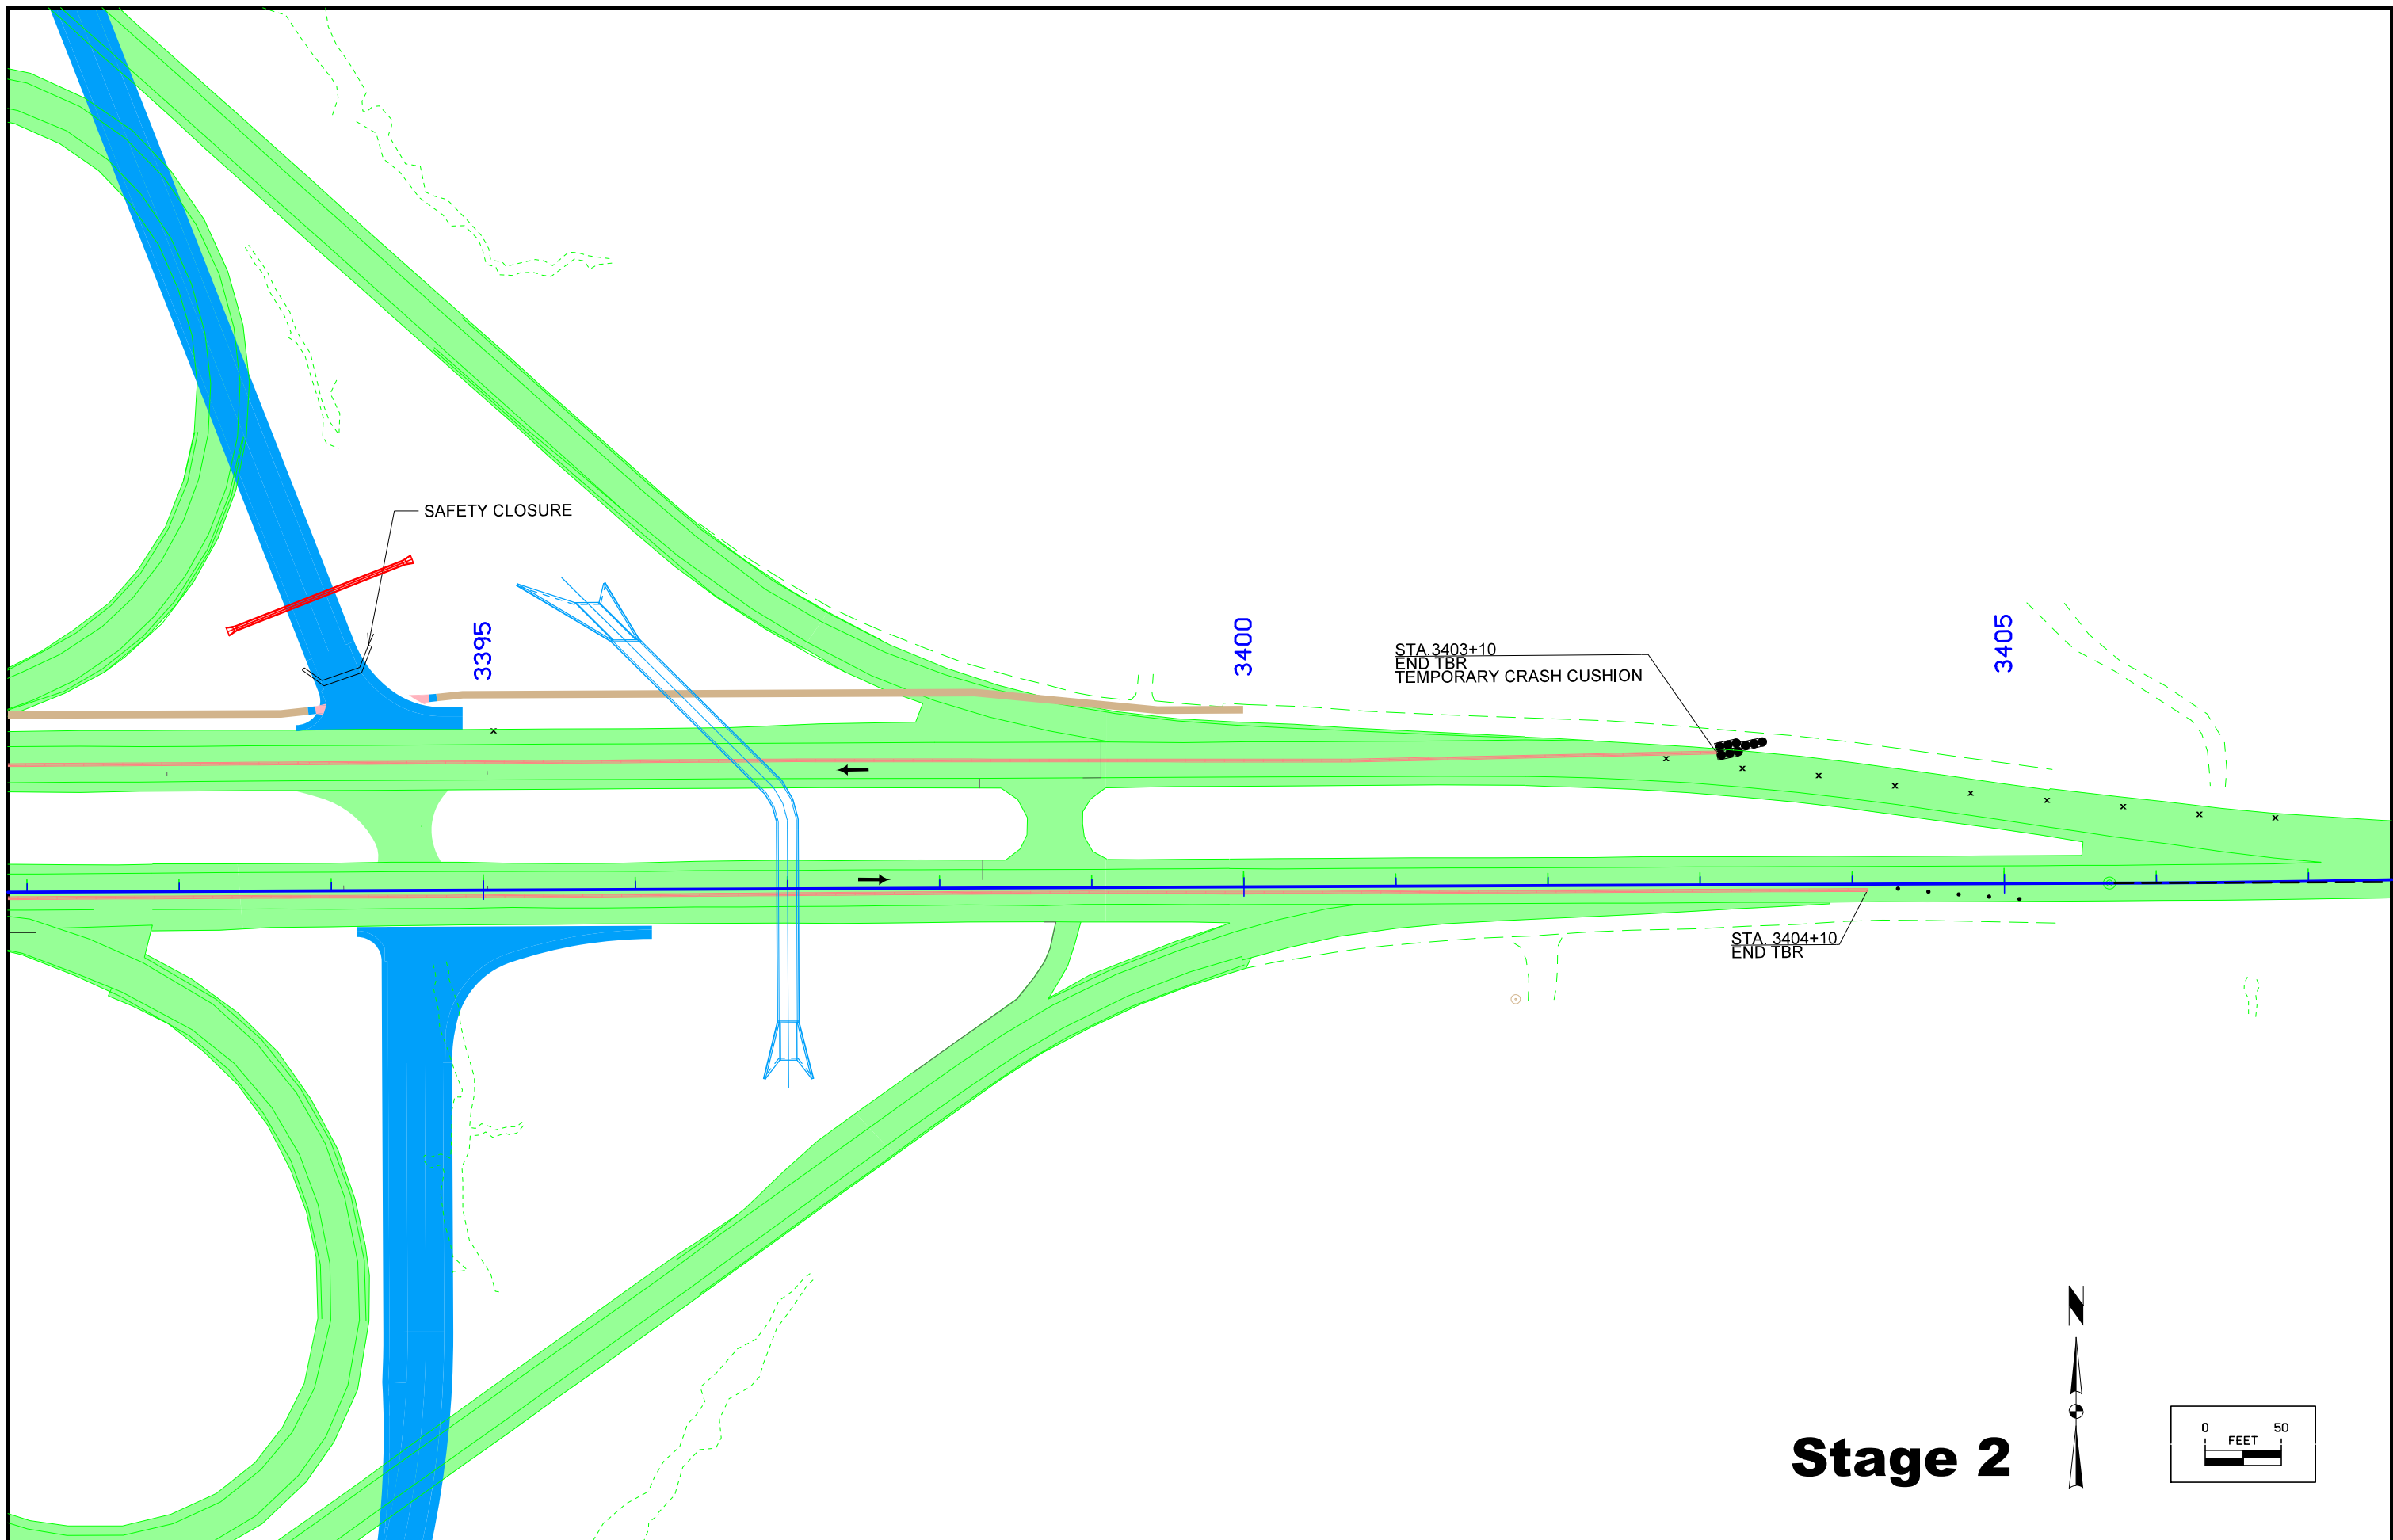 SAFETY CLOSURE
3395
3400
3405
STA.3403+10
END TBR
TEMPORARY CRASH CUSHION
STA. 3404+10
END TBR
N
Stage 2
0 50
FEET